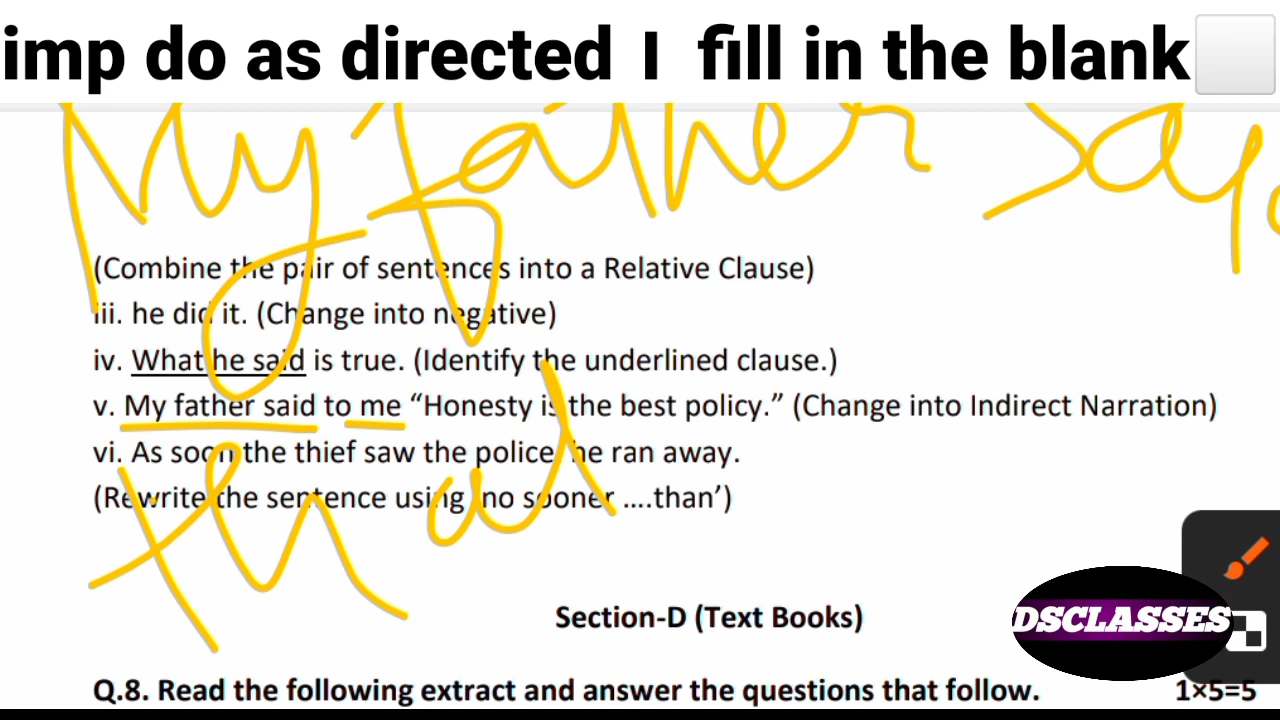 imp do as directed I fill in the blank
My father
(Combine the pair of sentences into a Relative Clause)
iii. he did it. (Change into negative)
iv. What he said is true. (Identify the underlined clause.)
v. My father said to me “Honesty is the best policy.” (Change into Indirect Narration)
vi. As soon the thief saw the police, he ran away.
(Rewrite the sentence using ‘no sooner ....than’)
that
Section-D (Text Books)
DSCLASSES
Q.8. Read the following extract and answer the questions that follow. 1×5=5